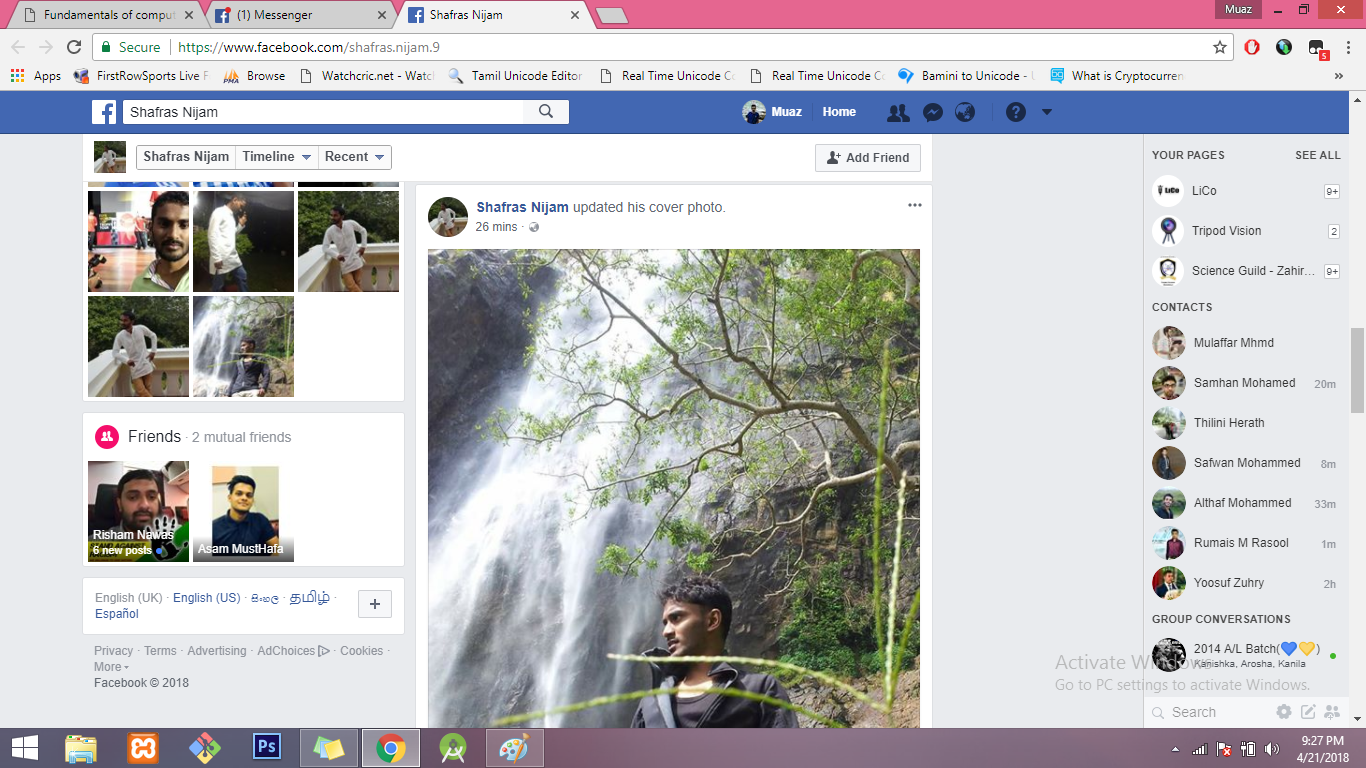 Fundamentals of comput
(1) Messenger
Shafras Nijam
Muaz
Secure
https://www.facebook.com/shafras.nijam.9
5
Apps
FirstRowSports Live F
PMA
Browse
Watchcric.net - Watch
Tamil Unicode Editor
Real Time Unicode Co
Real Time Unicode Co
Bamini to Unicode - U
What is Cryptocurren
»
Shafras Nijam
Muaz
Home
Shafras Nijam
Timeline
Recent
Add Friend
Shafras Nijam updated his cover photo.
26 mins ·
Friends · 2 mutual friends
Risham Nawas
6 new posts
Asam MustHafa
English (UK) · English (US) · සිංහල · தமிழ் ·
Español
Privacy · Terms · Advertising · AdChoices · Cookies ·
More
Facebook © 2018
YOUR PAGES
SEE ALL
LiCo
9+
Tripod Vision
2
Science Guild - Zahir...
9+
CONTACTS
Mulaffar Mhmd
Samhan Mohamed
20m
Thilini Herath
Safwan Mohammed
8m
Althaf Mohammed
33m
Rumais M Rasool
1m
Yoosuf Zuhry
2h
GROUP CONVERSATIONS
2014 A/L Batch(💙💛)
Kanishka, Arosha, Kanila
Activate Windows
Go to PC settings to activate Windows.
Search
Ps
9:27 PM
4/21/2018